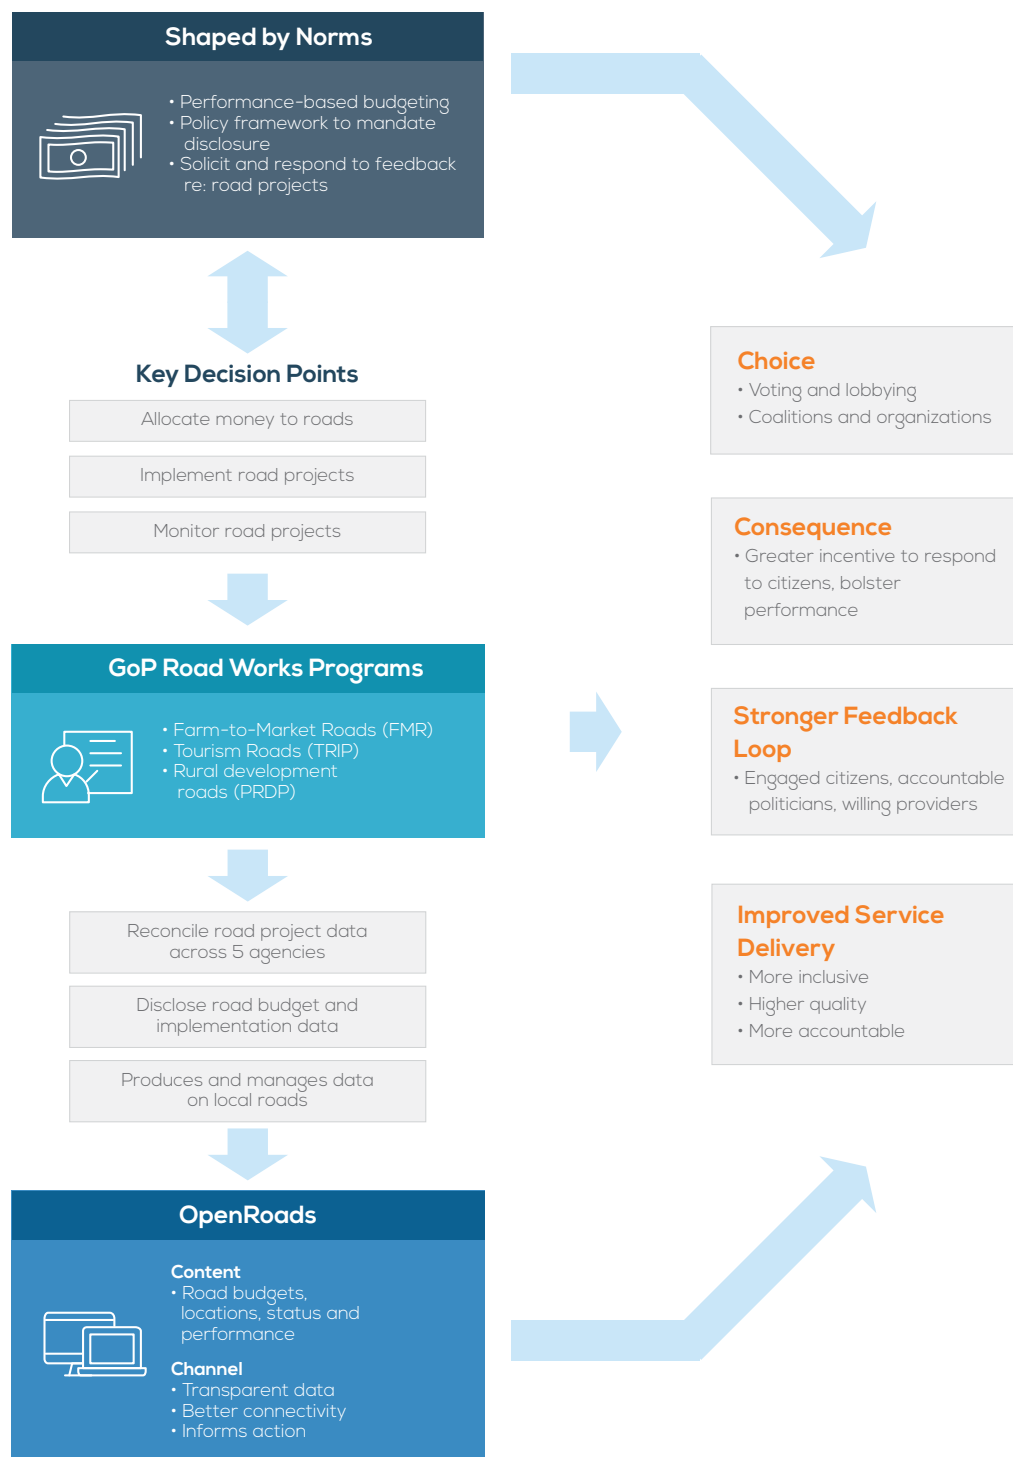 Shaped by Norms
• Performance-based budgeting
• Policy framework to mandate
disclosure
• Solicit and respond to feedback
re: road projects
Key Decision Points
Allocate money to roads
Implement road projects
Monitor road projects
GoP Road Works Programs
• Farm-to-Market Roads (FMR)
• Tourism Roads (TRIP)
• Rural development
roads (PRDP)
Reconcile road project data
across 5 agencies
Disclose road budget and
implementation data
Produces and manages data
on local roads
OpenRoads
Content
• Road budgets,
locations, status and
performance
Channel
• Transparent data
• Better connectivity
• Informs action
Choice
• Voting and lobbying
• Coalitions and organizations
Consequence
• Greater incentive to respond
to citizens, bolster
performance
Stronger Feedback
Loop
• Engaged citizens, accountable
politicians, willing providers
Improved Service
Delivery
• More inclusive
• Higher quality
• More accountable